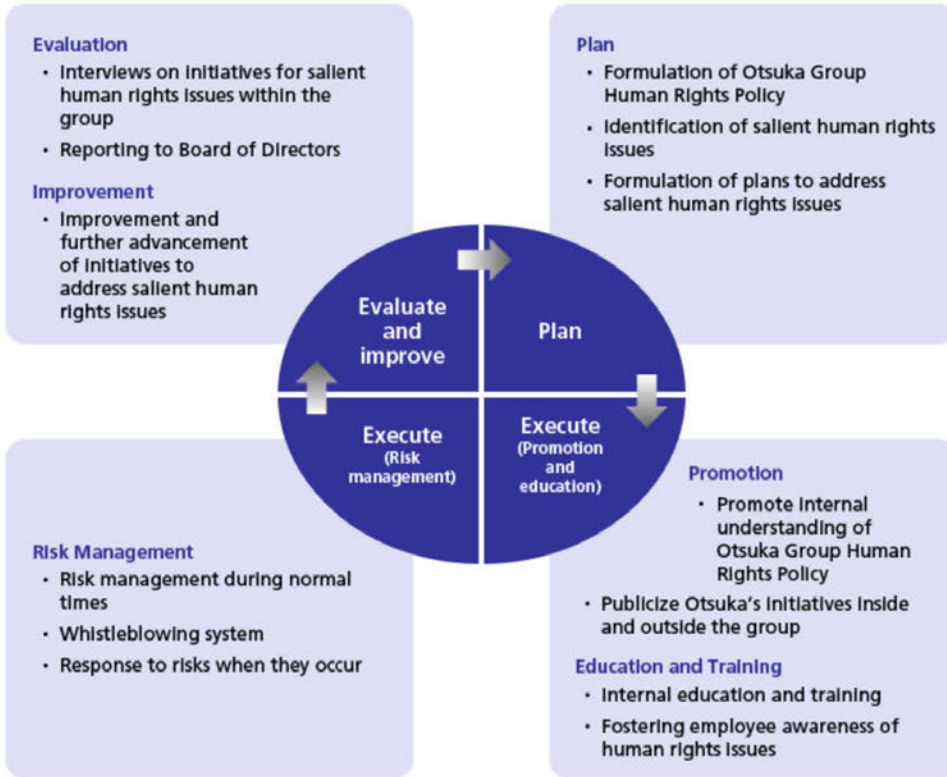 Evaluation
• Interviews on initiatives for salient
human rights issues within the
group
• Reporting to Board of Directors
Improvement
• Improvement and
further advancement
of initiatives to
address salient human
rights issues
Plan
• Formulation of Otsuka Group
Human Rights Policy
• Identification of salient human rights
issues
• Formulation of plans to address
salient human rights issues
Evaluate
and
improve
Plan
Execute
(Risk
management)
Execute
(Promotion
and
education)
Risk Management
• Risk management during normal
times
• Whistleblowing system
• Response to risks when they occur
Promotion
• Promote internal
understanding of
Otsuka Group Human
Rights Policy
• Publicize Otsuka's initiatives inside
and outside the group
Education and Training
• Internal education and training
• Fostering employee awareness of
human rights issues